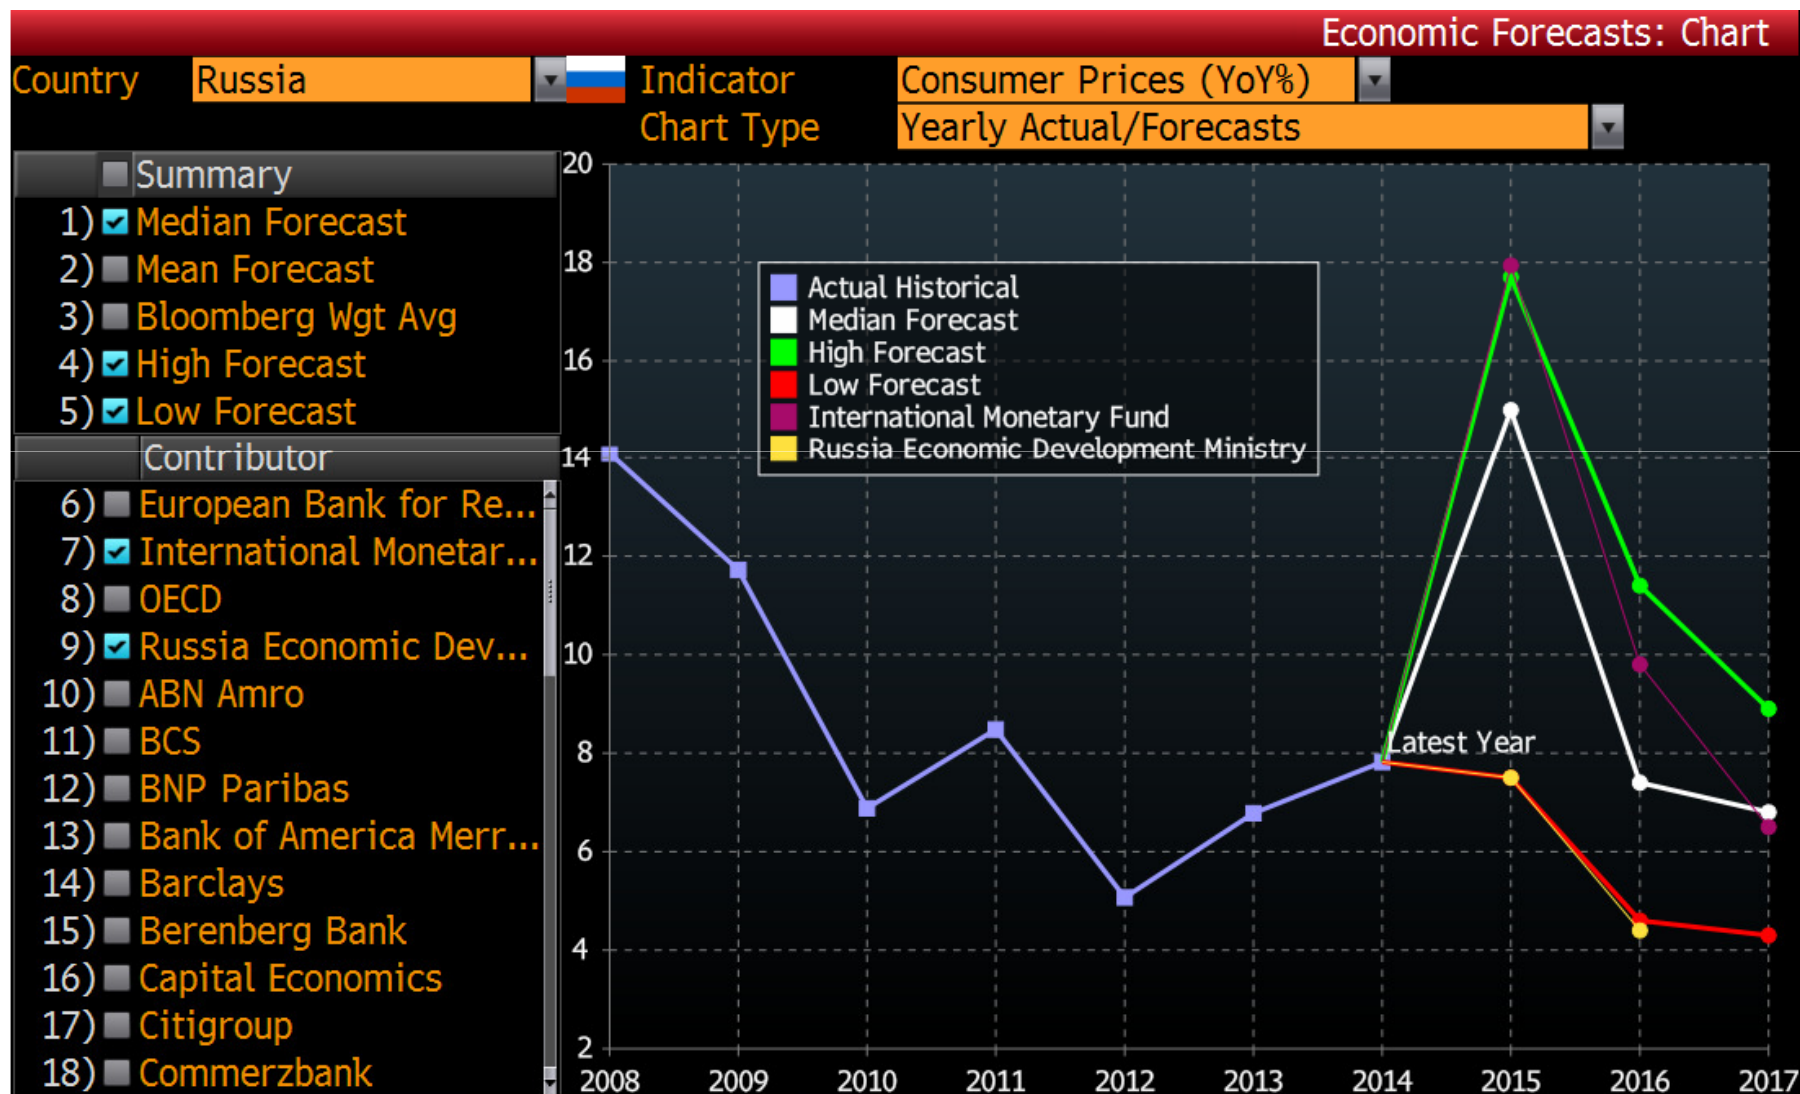 Economic Forecasts: Chart
Country Russia Indicator Consumer Prices (YoY%)
Chart Type Yearly Actual/Forecasts
Summary
1) Median Forecast
2) Mean Forecast
3) Bloomberg Wgt Avg
4) High Forecast
5) Low Forecast
Contributor
6) European Bank for Re...
7) International Monetar...
8) OECD
9) Russia Economic Dev...
10) ABN Amro
11) BCS
12) BNP Paribas
13) Bank of America Merr...
14) Barclays
15) Berenberg Bank
16) Capital Economics
17) Citigroup
18) Commerzbank
20
18
16
14
12
10
8
6
4
2
Actual Historical
Median Forecast
High Forecast
Low Forecast
International Monetary Fund
Russia Economic Development Ministry
Latest Year
2008 2009 2010 2011 2012 2013 2014 2015 2016 2017